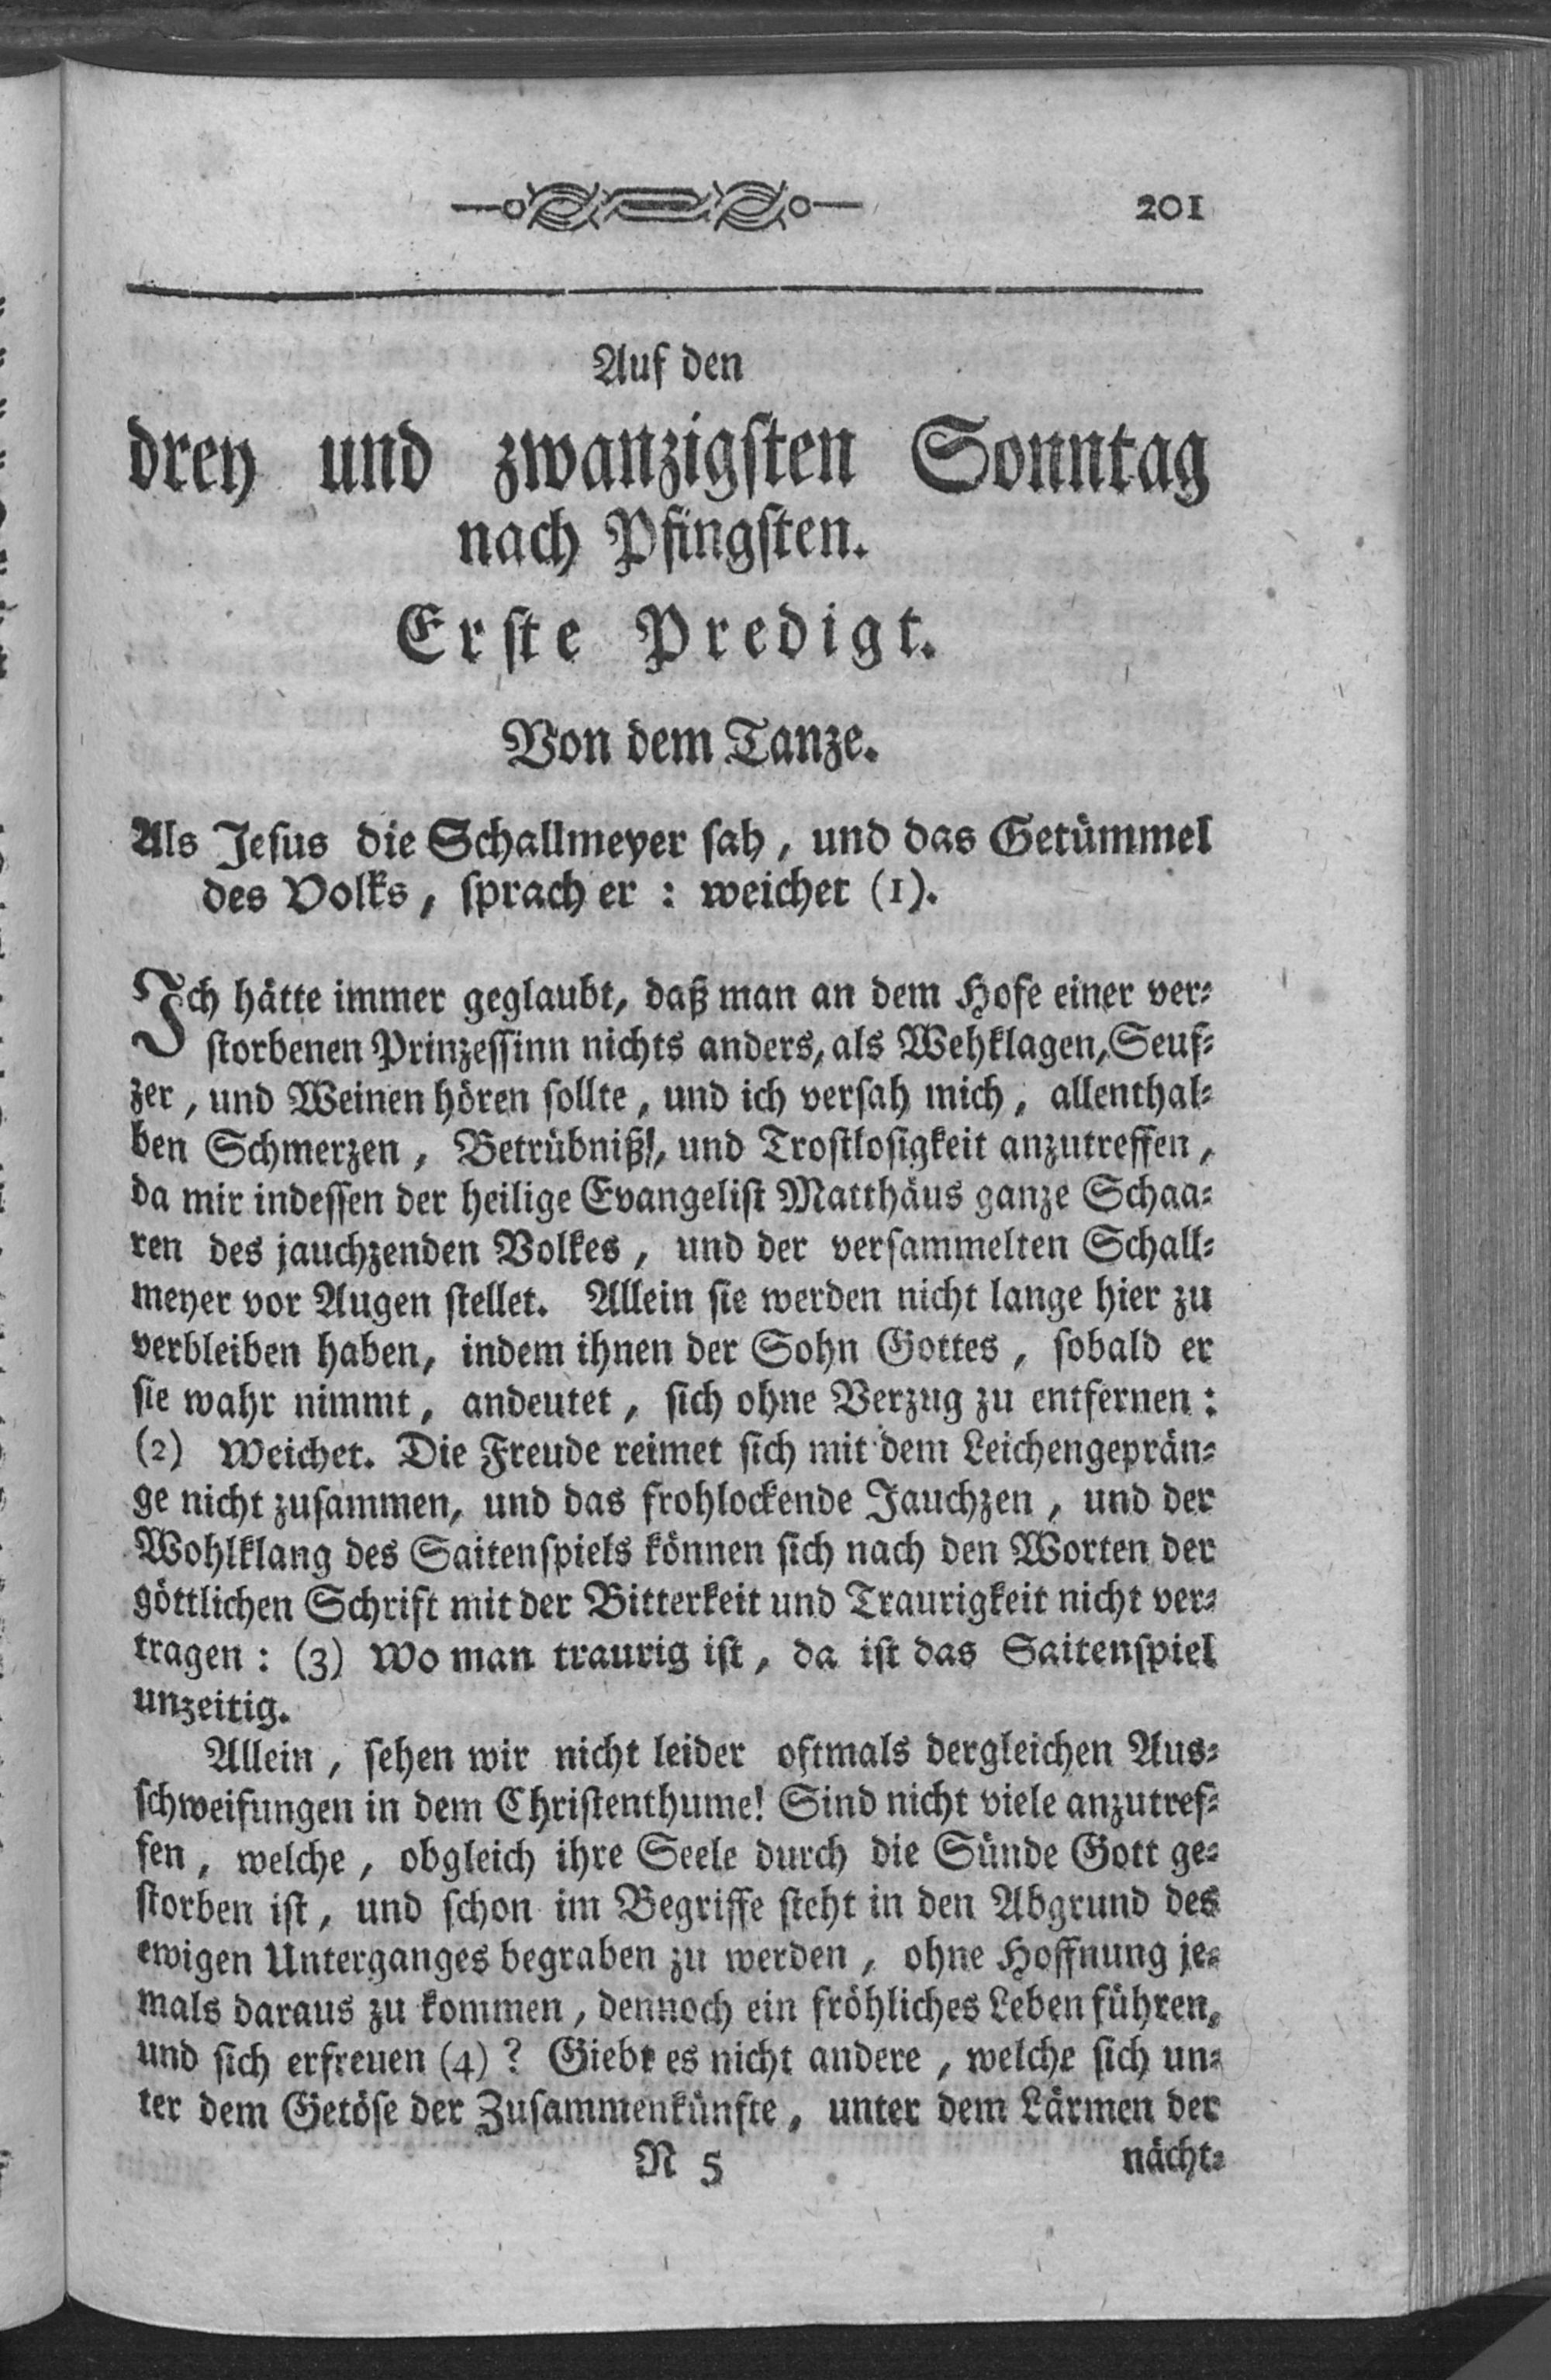 201
Auf den
drey und zwanzigsten Sonntag
nach Pfingsten.
Erste Predigt.
Von dem Tanze.
Als Jesus die Schallmeyer sah, und das Getümmel
des Volks, sprach er: weichet (1).
Ich hätte immer geglaubt, daß man an dem Hofe einer ver-
storbenen Prinzessinn nichts anders, als Wehklagen, Seuf-
zer, und Weinen hören sollte, und ich versah mich, allenthal-
ben Schmerzen, Betrübniß!, und Trostlosigkeit anzutreffen,
da mir indessen der heilige Evangelist Matthäus ganze Schaa-
ren des jauchzenden Volkes, und der versammelten Schall-
meyer vor Augen stellet. Allein sie werden nicht lange hier zu
verbleiben haben, indem ihnen der Sohn Gottes, sobald er
sie wahr nimmt, andeutet, sich ohne Verzug zu entfernen:
(2) Weichet. Die Freude reimet sich mit dem Leichengeprän-
ge nicht zusammen, und das frohlockende Jauchzen, und der
Wohlklang des Saitenspiels können sich nach den Worten der
göttlichen Schrift mit der Bitterkeit und Traurigkeit nicht ver-
tragen: (3) Wo man traurig ist, da ist das Saitenspiel
unzeitig.
Allein, sehen wir nicht leider oftmals dergleichen Aus-
schweifungen in dem Christenthume! Sind nicht viele anzutref-
fen, welche, obgleich ihre Seele durch die Sünde Gott ge-
storben ist, und schon im Begriffe steht in den Abgrund des
ewigen Unterganges begraben zu werden, ohne Hoffnung je-
mals daraus zu kommen, dennoch ein fröhliches Leben führen,
und sich erfreuen (4)? Giebt es nicht andere, welche sich un-
ter dem Getöse der Zusammenkünfte, unter dem Lärmen der
N 5 nächt-